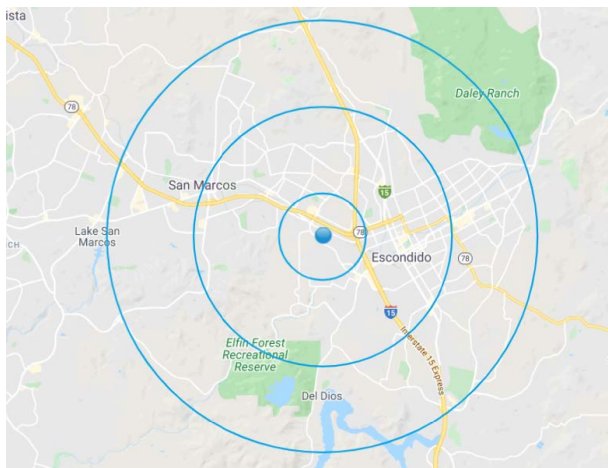 ista
Daley Ranch
78
San Marcos
15
Lake San
Marcos
CH
78
Escondido
78
15
Interstate 15 Express
Elfin Forest
Recreational
Reserve
Del Dios